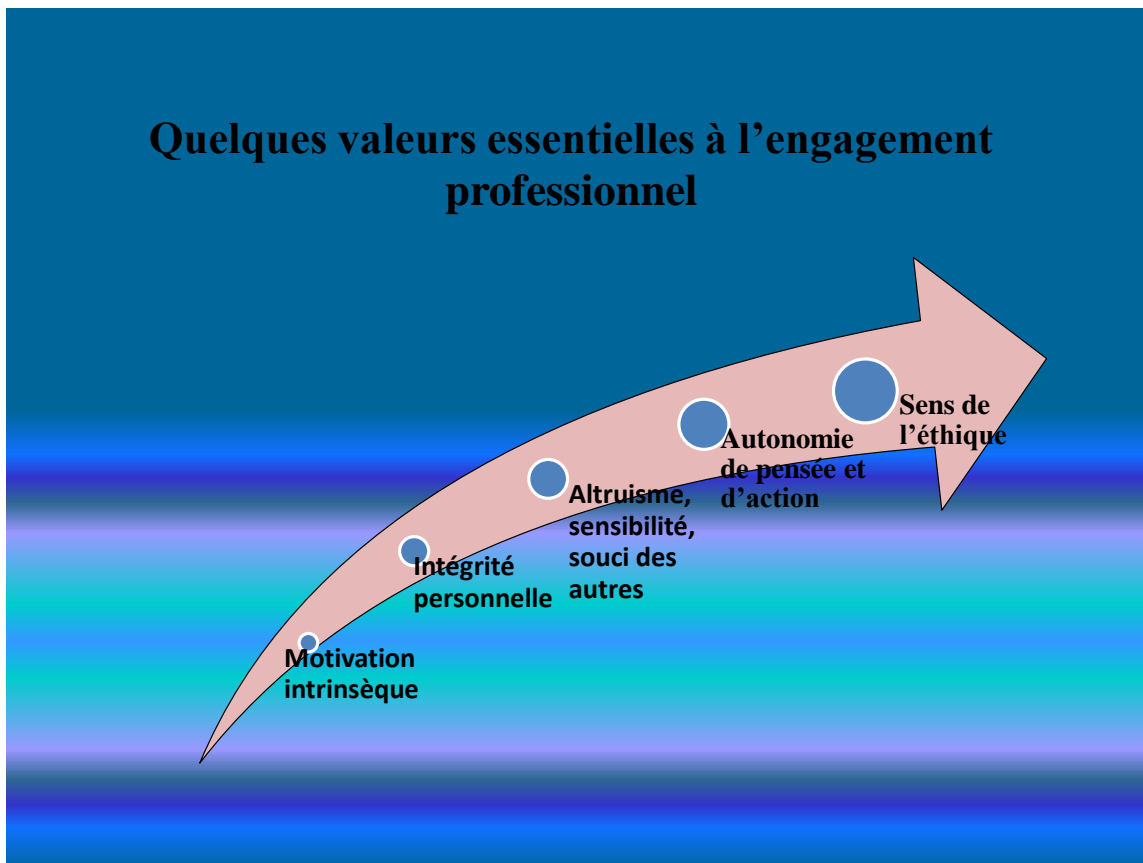 Quelques valeurs essentielles à l’engagement
professionnel
Motivation
intrinsèque
Intégrité
personnelle
Altruisme,
sensibilité,
souci des
autres
Autonomie
de pensée et
d’action
Sens de
l’éthique